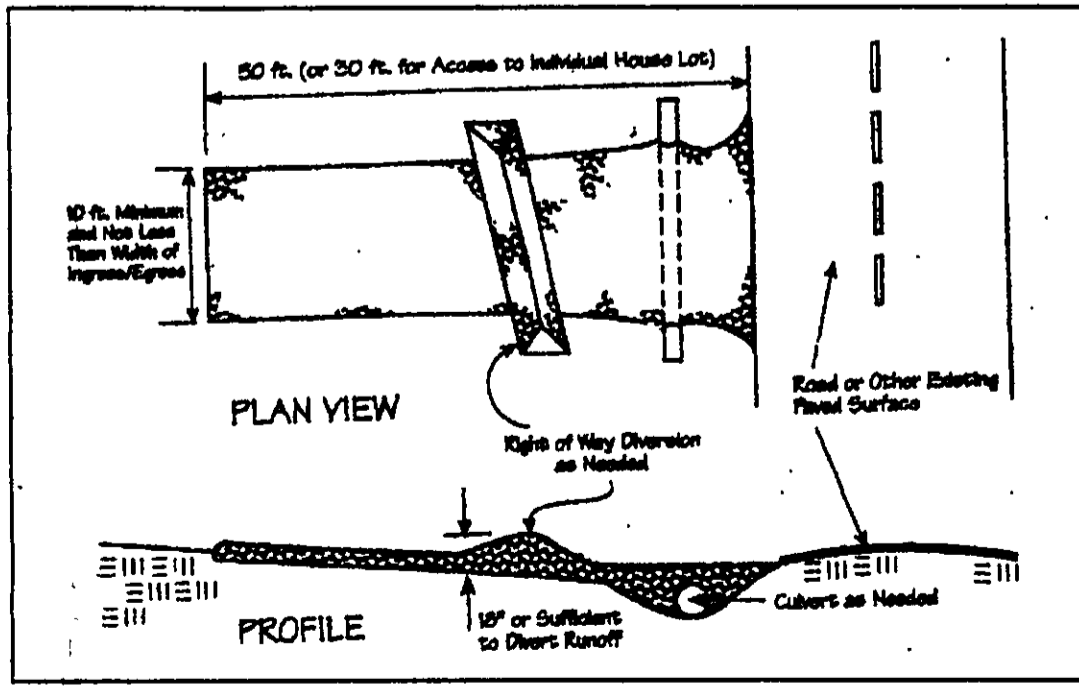 50 ft. (or 30 ft. for Access to Individual House Lot)
10 ft. Minimum
and Not Less
Than Width of
Ingress/Egress
PLAN VIEW
Road or Other Existing
Paved Surface
Right of Way Diversion
as Needed
Culvert as Needed
18" or Sufficient
to Divert Runoff
PROFILE